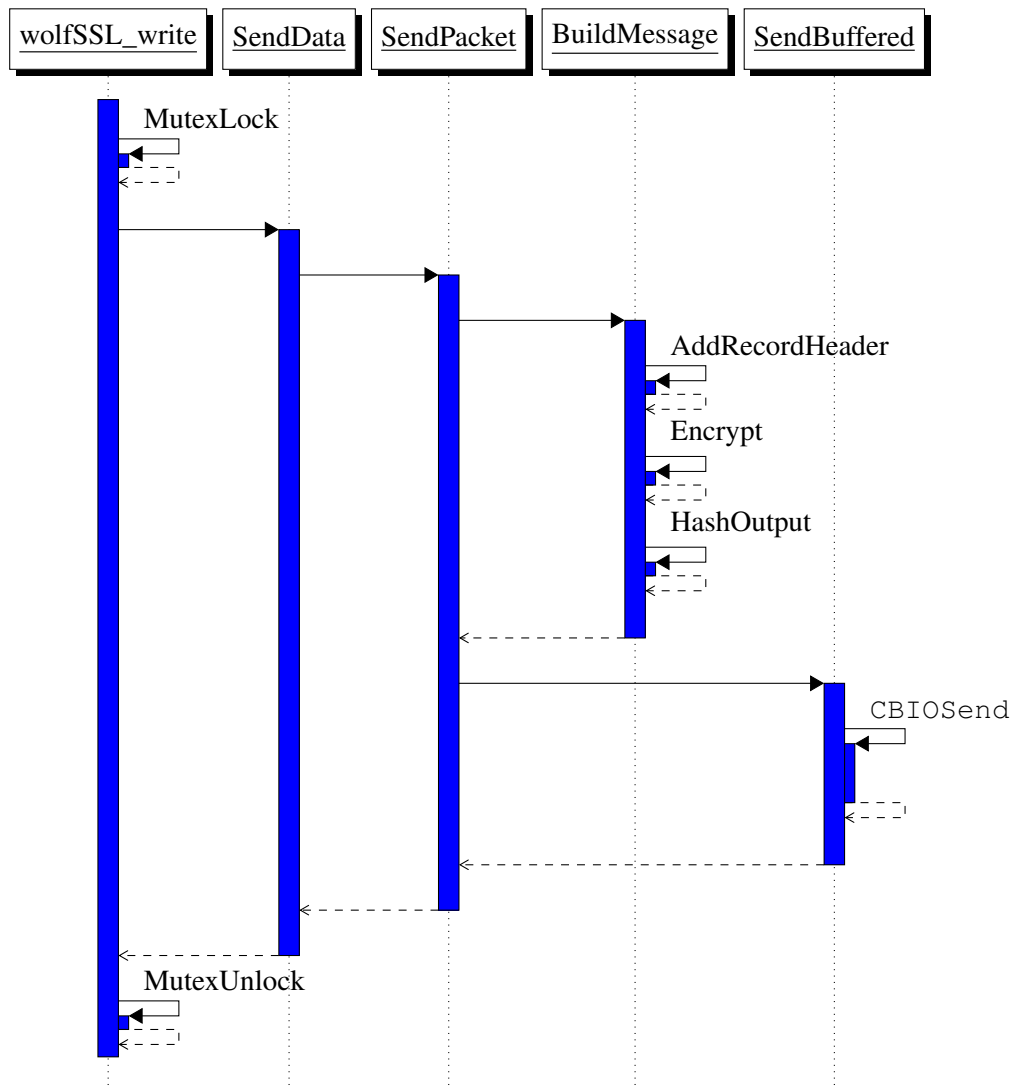 wolfSSL_write
SendData
SendPacket
BuildMessage
SendBuffered
MutexLock
AddRecordHeader
Encrypt
HashOutput
CBIOSend
MutexUnlock